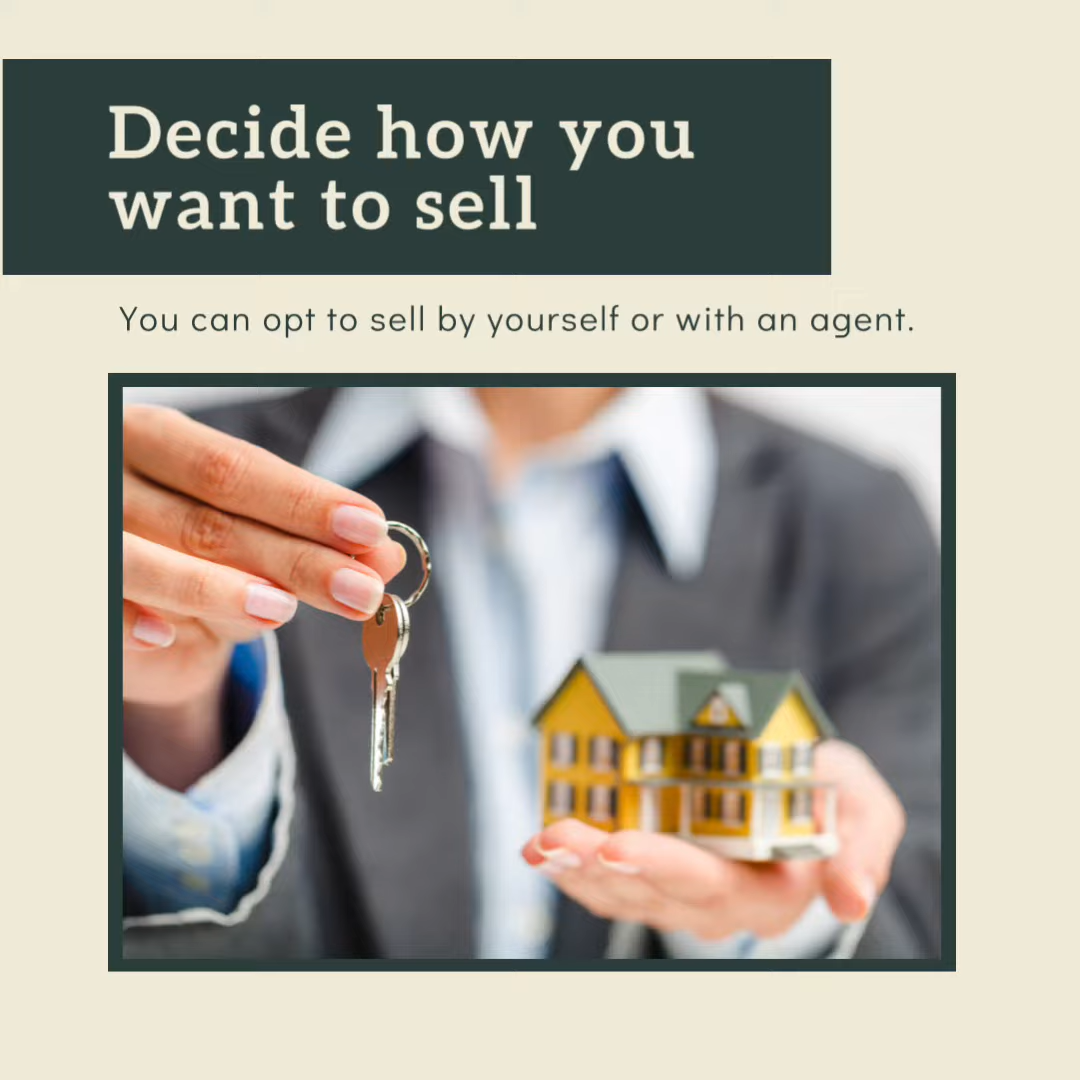 Decide how you
want to sell
You can opt to sell by yourself or with an agent.